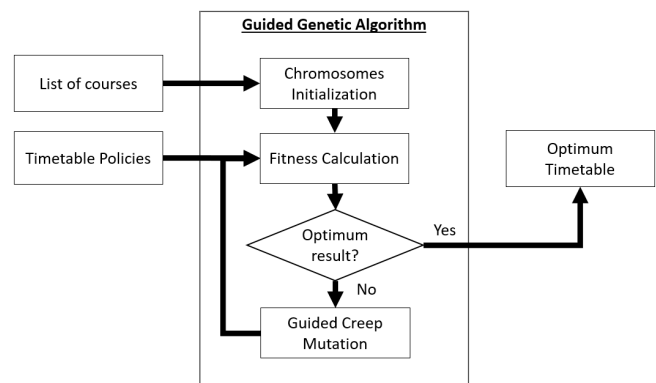 Guided Genetic Algorithm
List of courses
Chromosomes
Initialization
Timetable Policies
Fitness Calculation
Optimum
Timetable
Optimum
result?
Yes
No
Guided Creep
Mutation